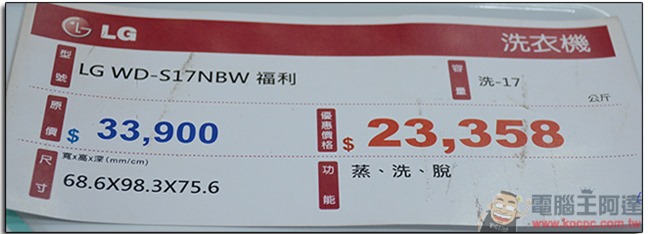 LG
洗衣機
型號
LG WD-S17NBW 福利
容量
洗-17
公斤
原價
$ 33,900
優惠價格
$ 23,358
尺寸
寬x高x深(mm/cm)
68.6X98.3X75.6
功能
蒸、洗、脫
電腦王阿達
www.kocpc.com.tw